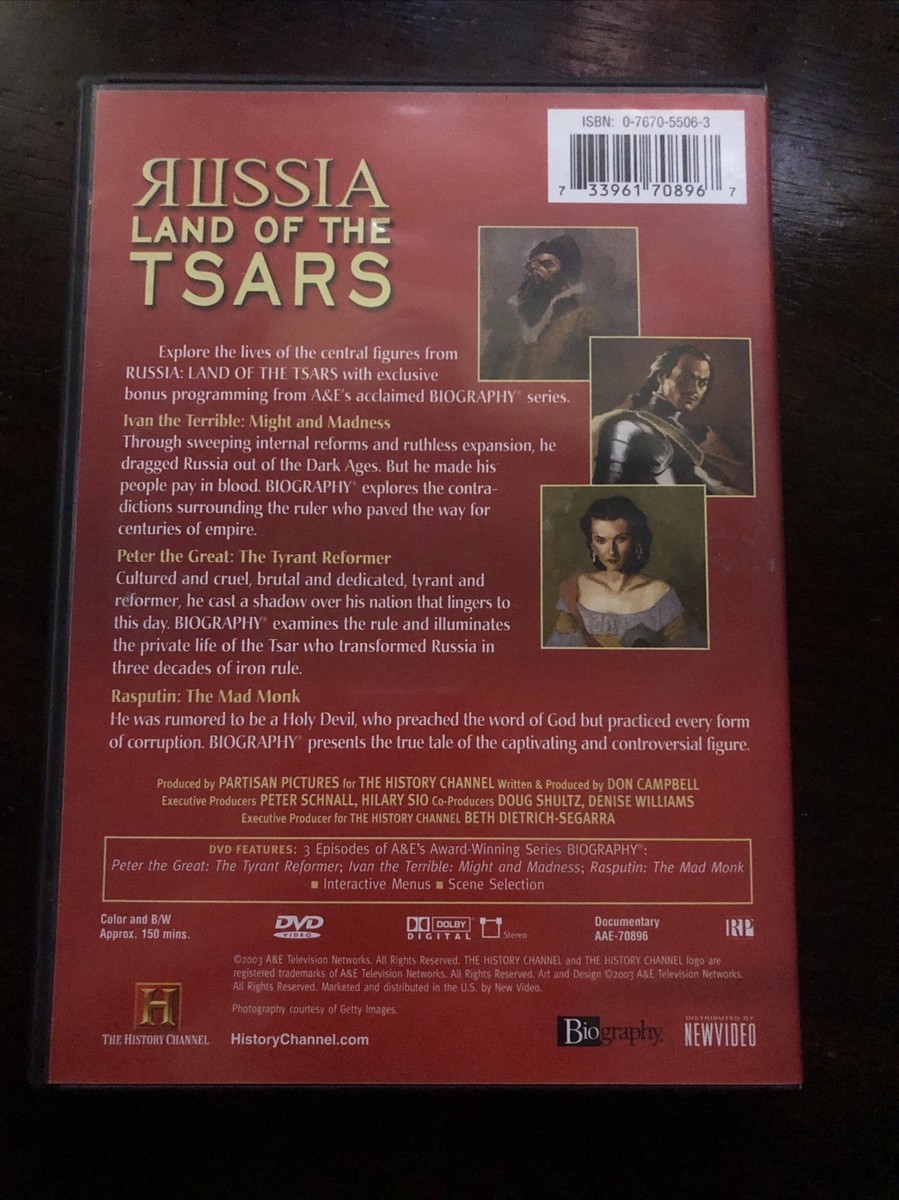 ISBN: 0-7670-5506-3
7 33961 70896 7
ЯЦSSIA
LAND OF THE
TSARS
Explore the lives of the central figures from
RUSSIA: LAND OF THE TSARS with exclusive
bonus programming from A&E's acclaimed BIOGRAPHY® series.
Ivan the Terrible: Might and Madness
Through sweeping internal reforms and ruthless expansion, he
dragged Russia out of the Dark Ages. But he made his
people pay in blood. BIOGRAPHY® explores the contra-
dictions surrounding the ruler who paved the way for
centuries of empire.
Peter the Great: The Tyrant Reformer
Cultured and cruel, brutal and dedicated, tyrant and
reformer, he cast a shadow over his nation that lingers to
this day. BIOGRAPHY® examines the rule and illuminates
the private life of the Tsar who transformed Russia in
three decades of iron rule.
Rasputin: The Mad Monk
He was rumored to be a Holy Devil, who preached the word of God but practiced every form
of corruption. BIOGRAPHY® presents the true tale of the captivating and controversial figure.
Produced by PARTISAN PICTURES for THE HISTORY CHANNEL Written & Produced by DON CAMPBELL
Executive Producers PETER SCHNALL, HILARY SIO Co-Producers DOUG SHULTZ, DENISE WILLIAMS
Executive Producer for THE HISTORY CHANNEL BETH DIETRICH-SEGARRA
DVD FEATURES: 3 Episodes of A&E's Award-Winning Series BIOGRAPHY®:
Peter the Great: The Tyrant Reformer; Ivan the Terrible: Might and Madness; Rasputin: The Mad Monk
■ Interactive Menus ■ Scene Selection
Color and B/W
Approx. 150 mins.
DVD
VIDEO
DOLBY
DIGITAL
Stereo
Documentary
AAE-70896
IRP
©2003 A&E Television Networks. All Rights Reserved. THE HISTORY CHANNEL and THE HISTORY CHANNEL logo are
registered trademarks of A&E Television Networks. All Rights Reserved. Art and Design ©2003 A&E Television Networks.
All Rights Reserved. Marketed and distributed in the U.S. by New Video.
Photography courtesy of Getty Images.
H
THE HISTORY CHANNEL
HistoryChannel.com
Biography.
DISTRIBUTED BY
NEWVIDEO